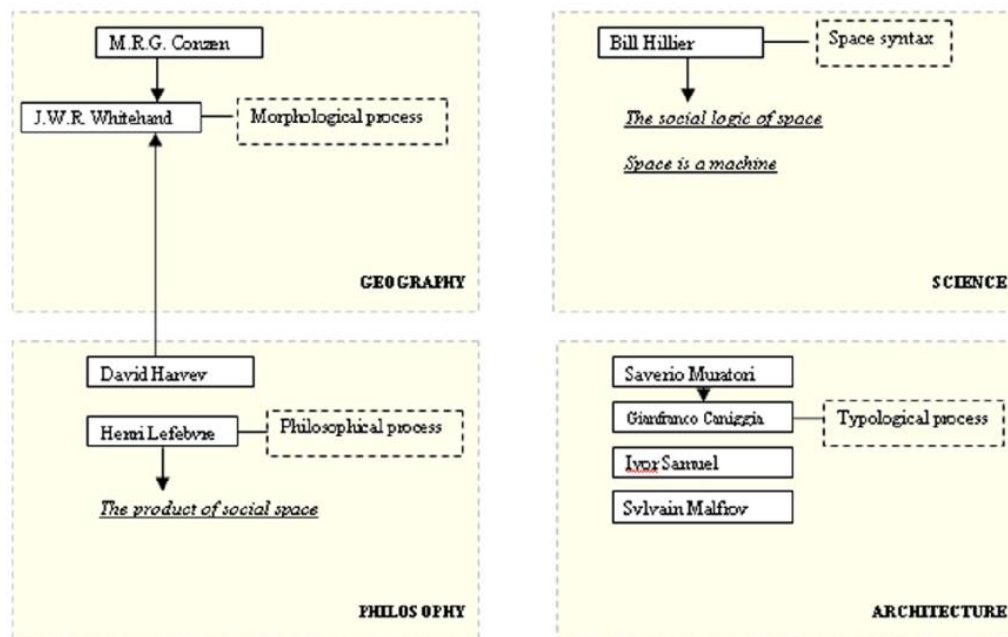 M.R.G. Conzen
J.W.R. Whitehand
Morphological process
GEOGRAPHY
Bill Hillier
Space syntax
The social logic of space
Space is a machine
SCIENCE
David Harvey
Henri Lefebvre
Philosophical process
The product of social space
PHILOSOPHY
Saverio Muratori
Gianfranco Caniggia
Typological process
Ivor Samuel
Sylvain Malfroy
ARCHITECTURE